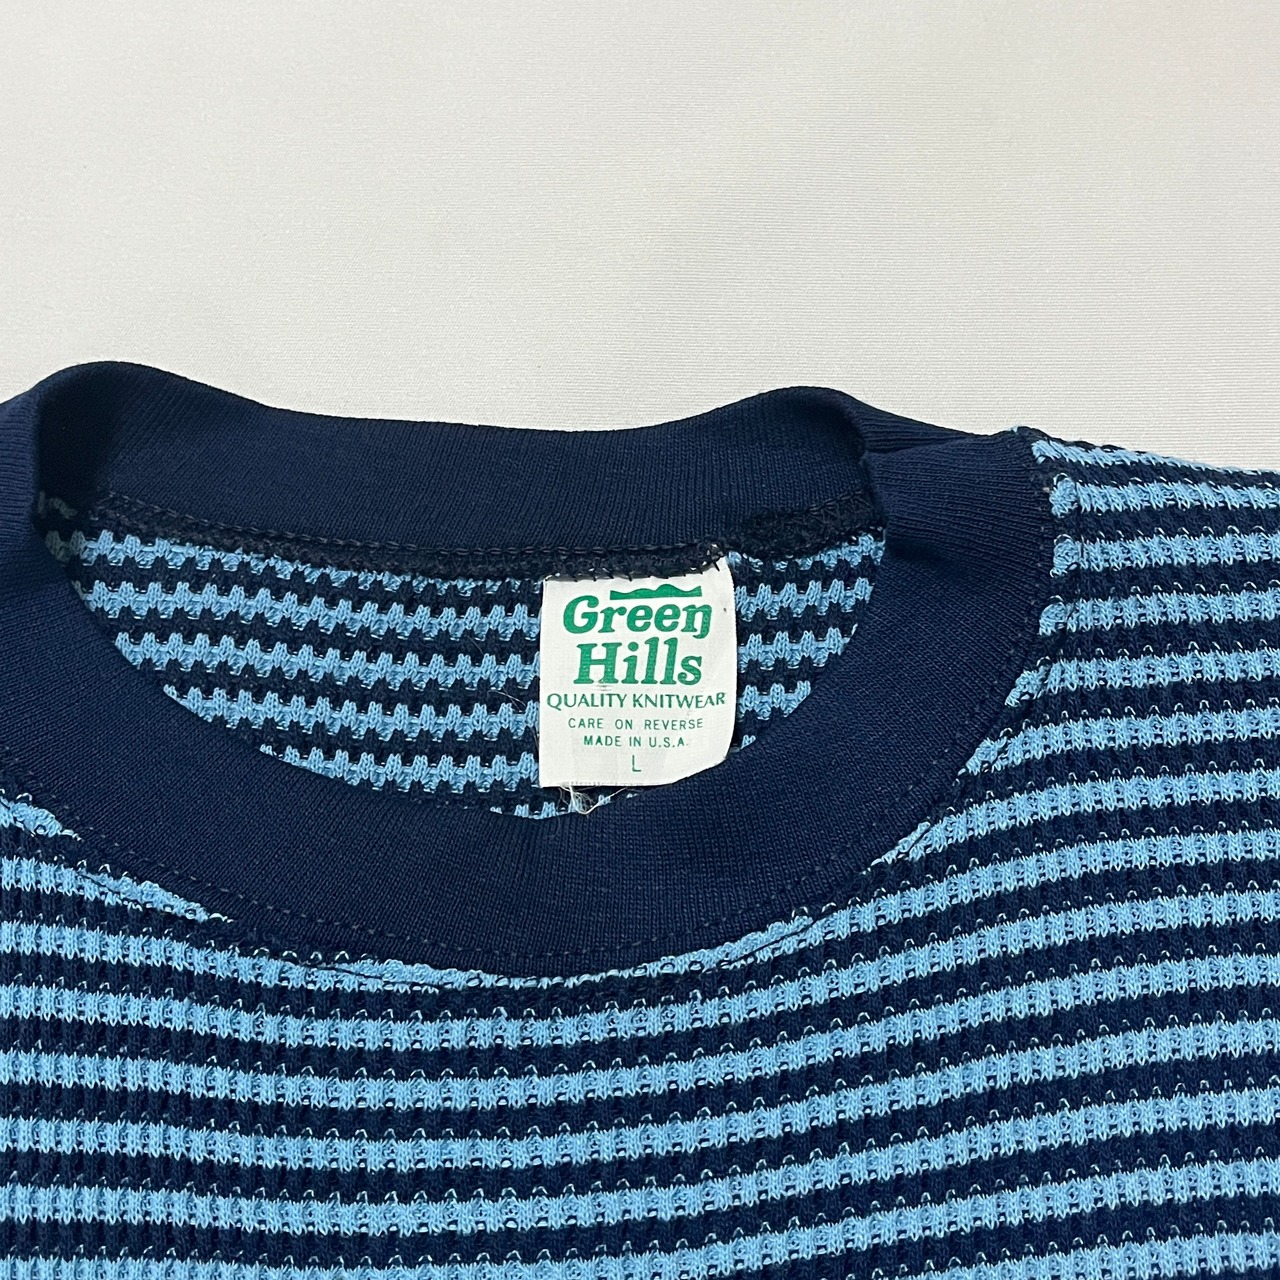 Green
Hills
QUALITY KNITWEAR
CARE ON REVERSE
MADE IN U.S.A.
L